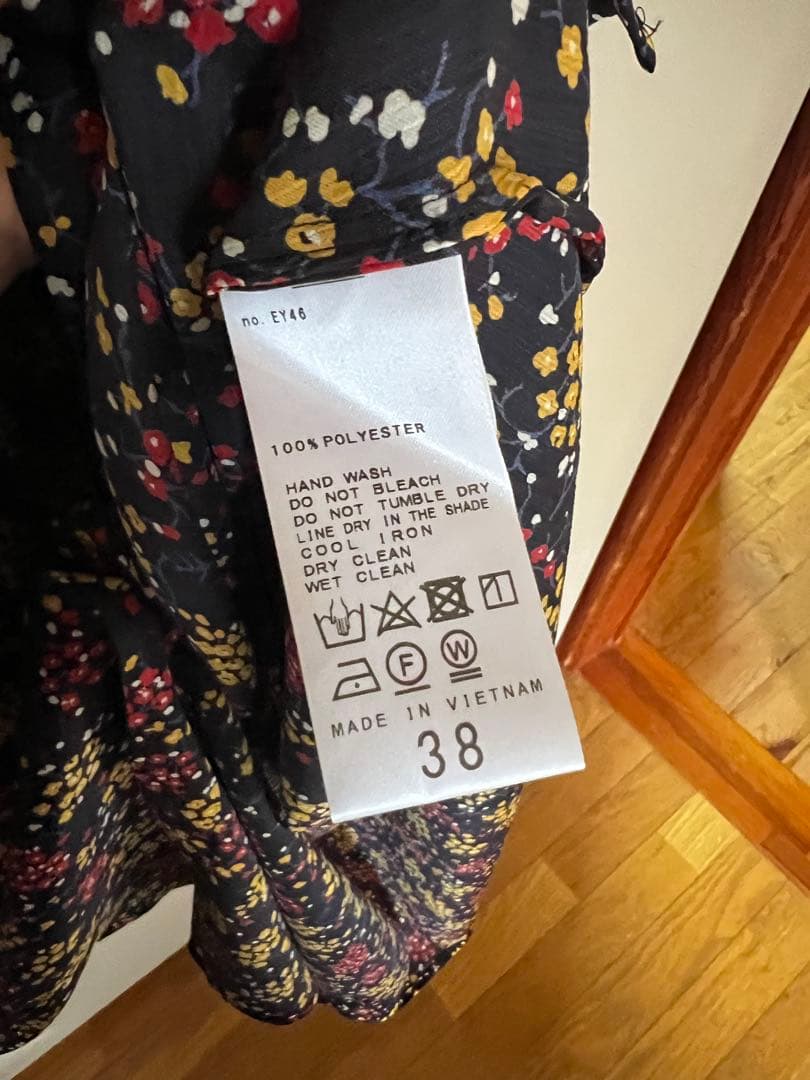 no. EY46
100% POLYESTER
HAND WASH
DO NOT BLEACH
DO NOT TUMBLE DRY
LINE DRY IN THE SHADE
COOL IRON
DRY CLEAN
WET CLEAN
F W
MADE IN VIETNAM
38